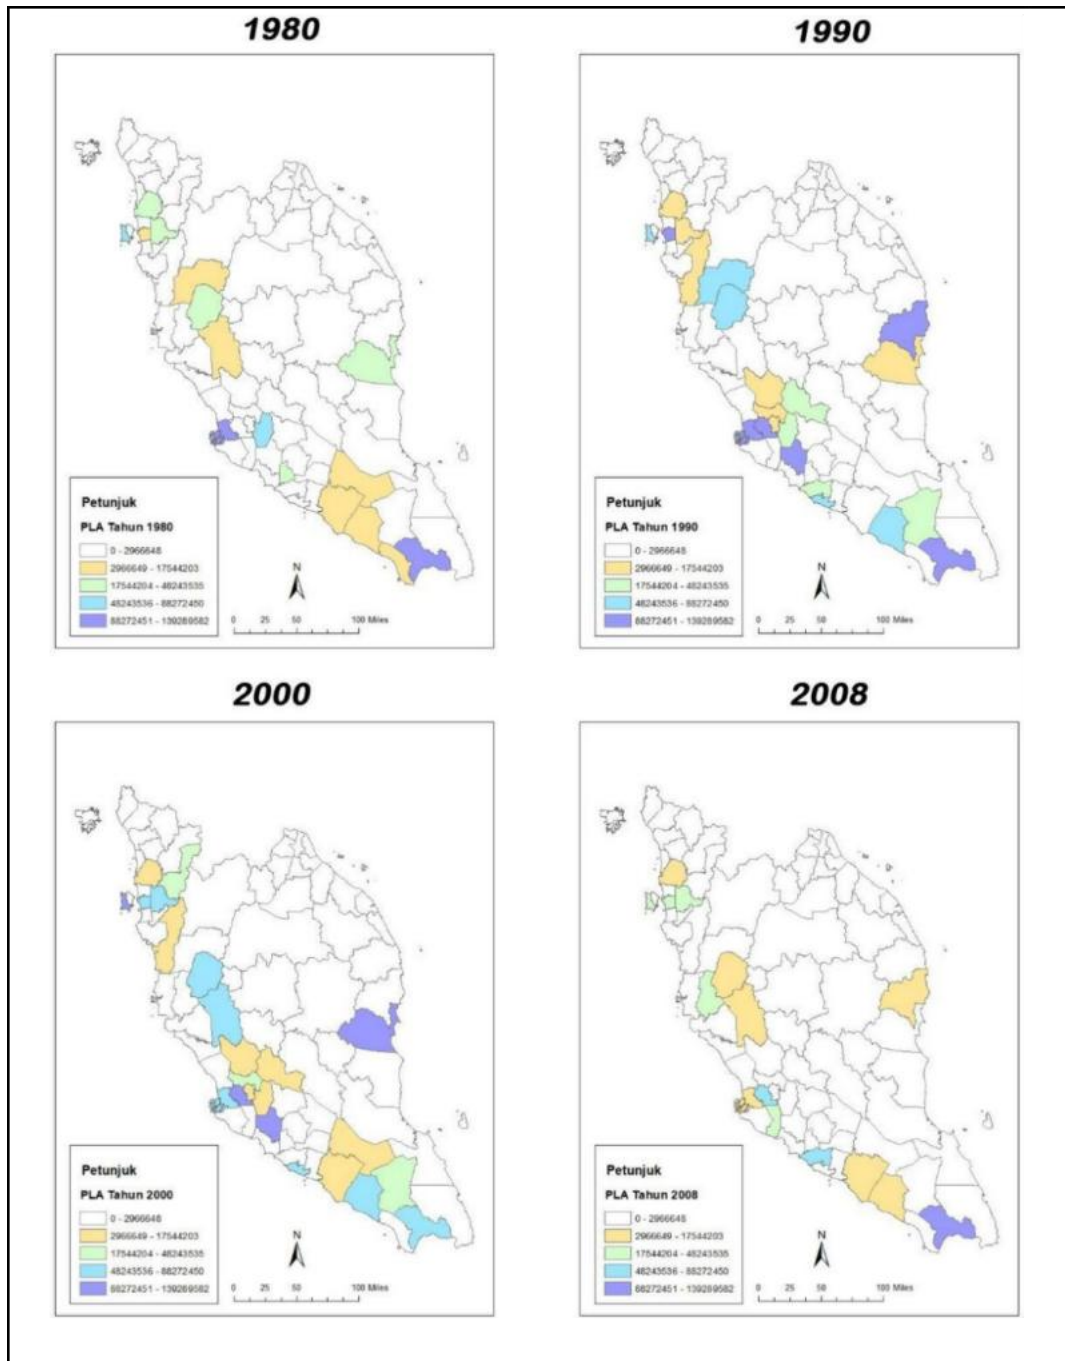 1980
1990
N
Petunjuk
PLA Tahun 1980
0 - 2966648
2966649 - 17544203
17544204 - 48243535
48243536 - 88272450
88272451 - 139289582
0 25 50 100 Miles
N
Petunjuk
PLA Tahun 1990
0 - 2966648
2966649 - 17544203
17544204 - 48243535
48243536 - 88272450
88272451 - 139289582
0 25 50 100 Miles
2000
2008
N
Petunjuk
PLA Tahun 2000
0 - 2966648
2966649 - 17544203
17544204 - 48243535
48243536 - 88272450
88272451 - 139289582
0 25 50 100 Miles
N
Petunjuk
PLA Tahun 2008
0 - 2966648
2966649 - 17544203
17544204 - 48243535
48243536 - 88272450
88272451 - 139289582
0 25 50 100 Miles